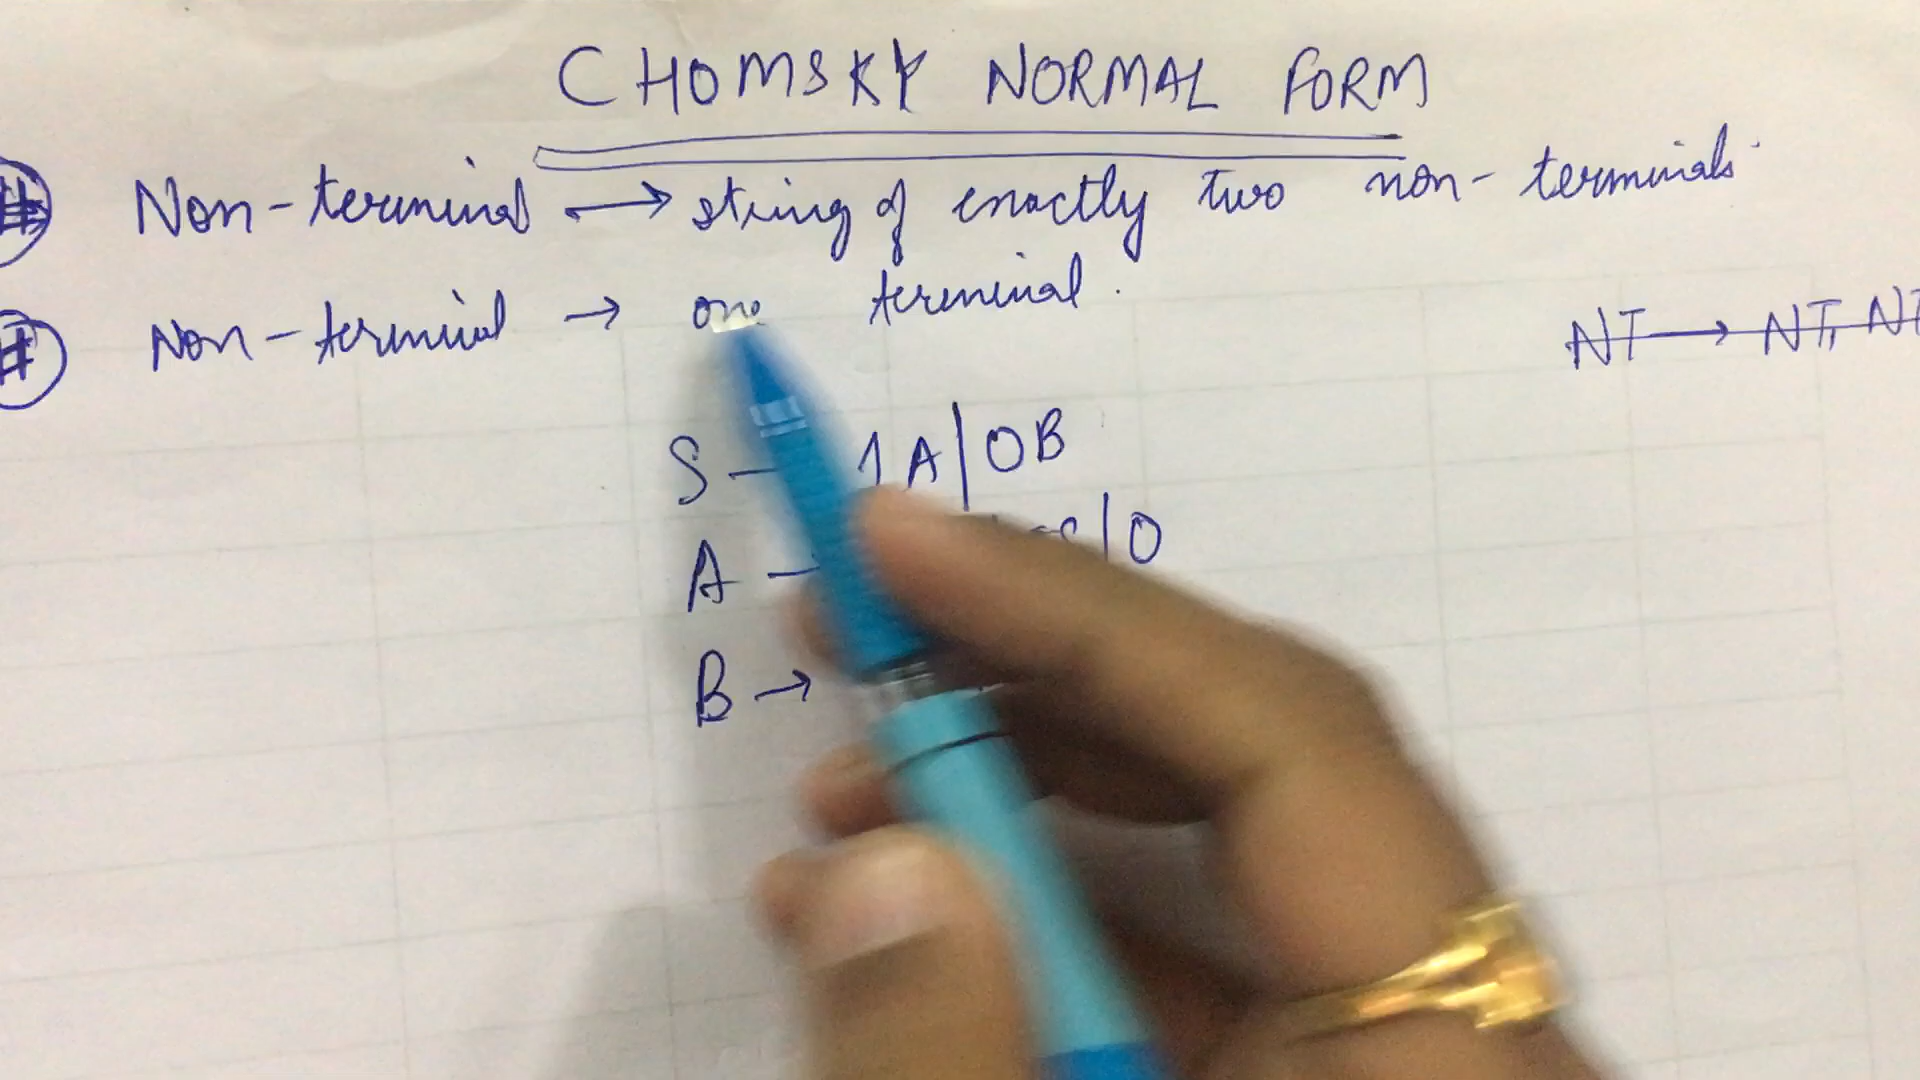 CHOMSKY NORMAL FORM
# Non-terminal → string of exactly two non-terminals.
# Non-terminal → one terminal.
NT → NT, NT
S - 1A|0B
A - S|0
B →